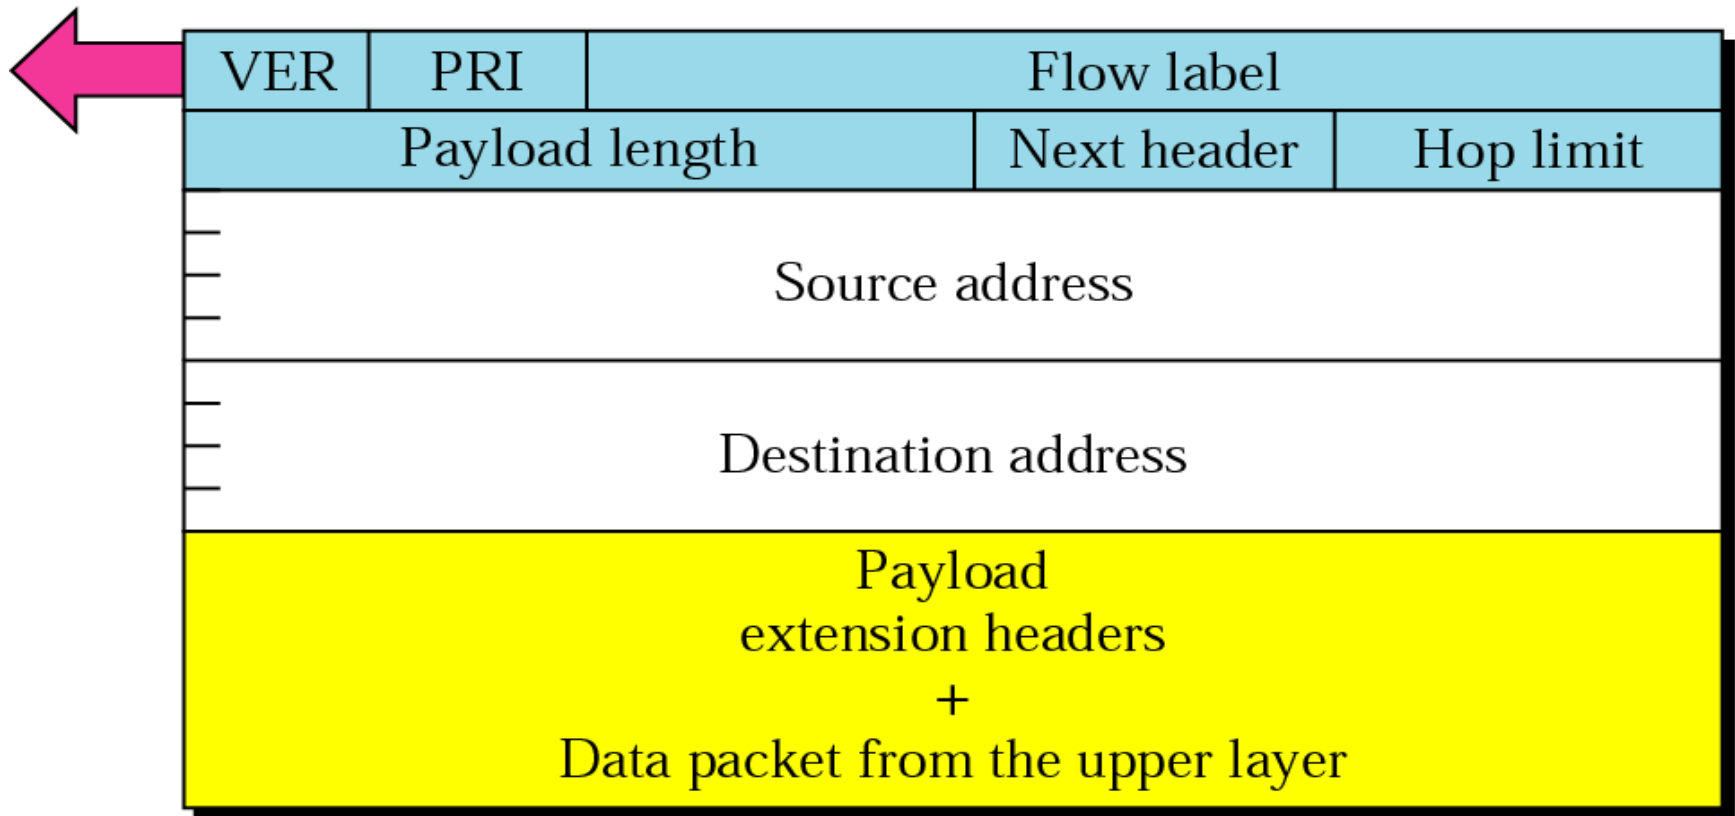 VER PRI Flow label
Payload length Next header Hop limit
Source address
Destination address
Payload
extension headers
+
Data packet from the upper layer